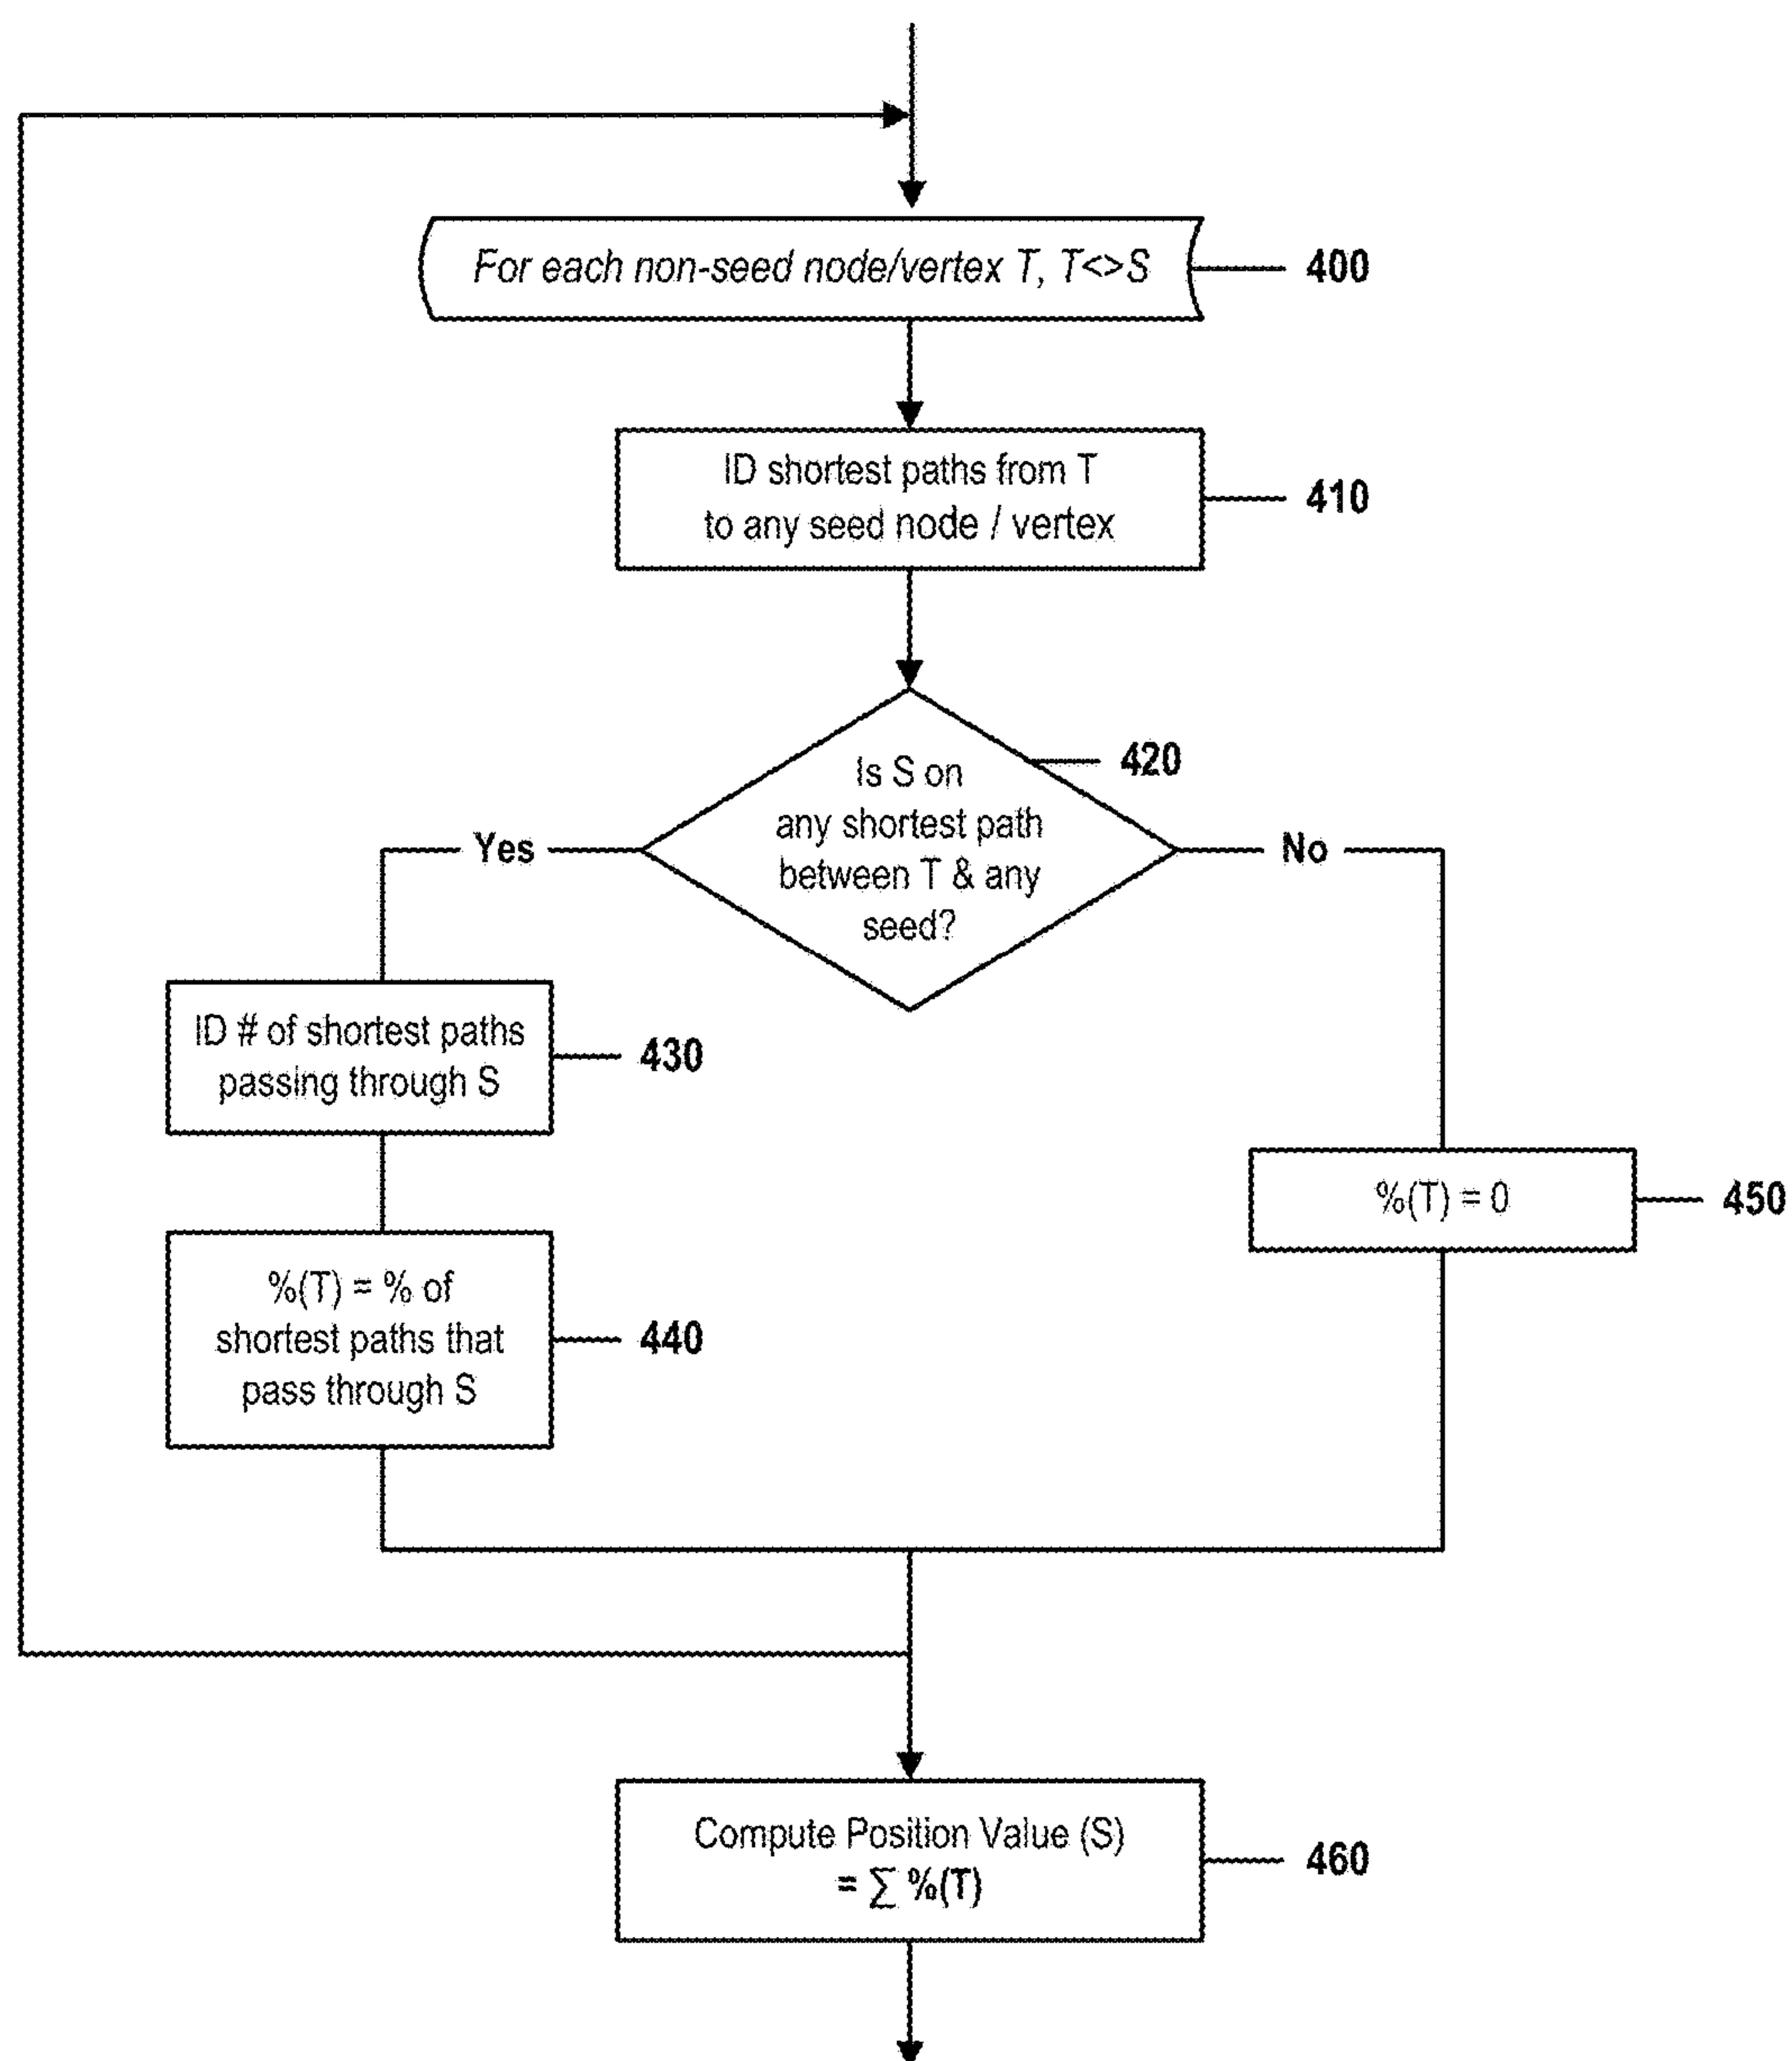 For each non-seed node/vertex T, T<>S
400
ID shortest paths from T
to any seed node / vertex
410
Is S on
any shortest path
between T & any
seed?
420
Yes
No
ID # of shortest paths
passing through S
430
%(T) = 0
450
%(T) = % of
shortest paths that
pass through S
440
Compute Position Value (S)
= ∑ %(T)
460